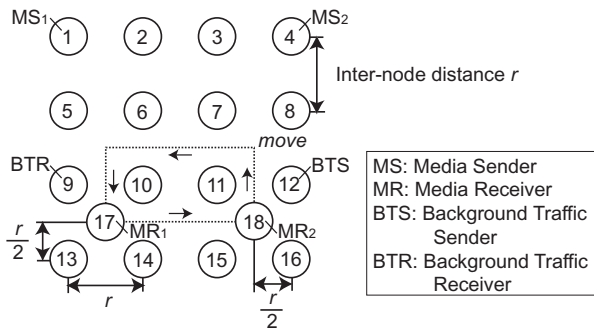 MS1 MS2
1 2 3 4
Inter-node distance r
5 6 7 8
move
BTR BTS
9 10 11 12
17 MR1 18 MR2
r/2
13 14 15 16
r
r/2
MS: Media Sender
MR: Media Receiver
BTS: Background Traffic
Sender
BTR: Background Traffic
Receiver